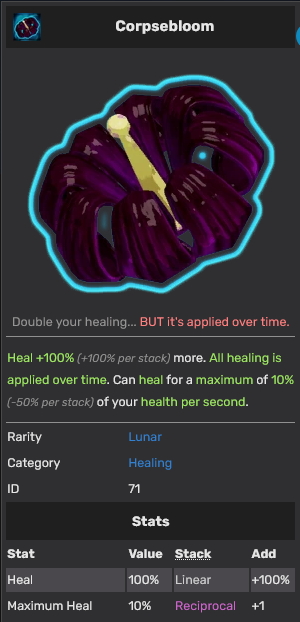 Corpsebloom
Double your healing... BUT it's applied over time.
Heal +100% (+100% per stack) more. All healing is
applied over time. Can heal for a maximum of 10%
(-50% per stack) of your health per second.
Rarity Lunar
Category Healing
ID 71
Stats
Stat Value Stack Add
Heal 100% Linear +100%
Maximum Heal 10% Reciprocal +1